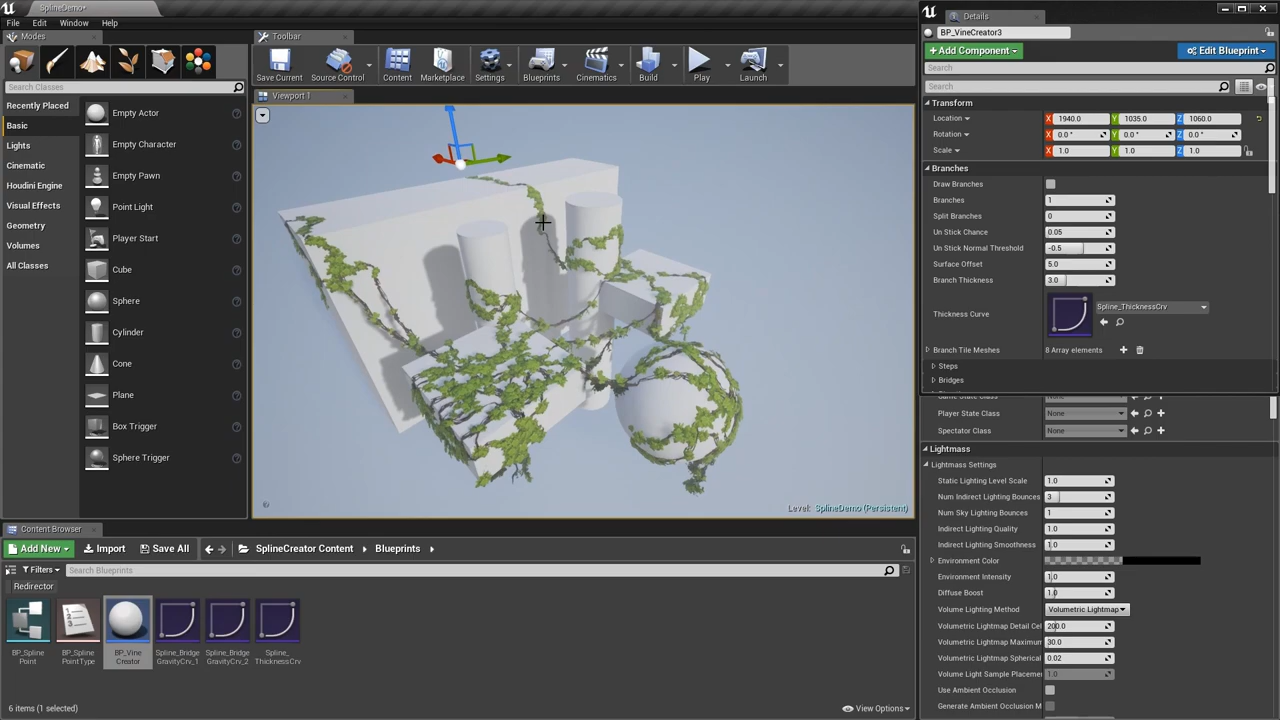 SplineDemo*
File Edit Window Help
Modes
Search Classes
Recently Placed
Basic
Lights
Cinematic
Houdini Engine
Visual Effects
Geometry
Volumes
All Classes
Empty Actor
Empty Character
Empty Pawn
Point Light
Player Start
Cube
Sphere
Cylinder
Cone
Plane
Box Trigger
Sphere Trigger
Toolbar
Save Current
Source Control
Content
Marketplace
Settings
Blueprints
Cinematics
Build
Play
Launch
Viewport 1
Level: SplineDemo (Persistent)
Content Browser
Add New
Import
Save All
SplineCreator Content
Blueprints
Filters
Search Blueprints
Redirector
BP_Spline
Point
BP_Spline
PointType
BP_Vine
Creator
Spline_Bridge
GravityCrv_1
Spline_Bridge
GravityCrv_2
Spline_
ThicknessCrv
6 items (1 selected)
View Options
Details
BP_VineCreator3
+ Add Component
Edit Blueprint
Search
Search
Transform
Location X 1940.0 Y 1035.0 Z 1060.0
Rotation X 0.0 ° Y 0.0 ° Z 0.0 °
Scale X 1.0 Y 1.0 Z 1.0
Branches
Draw Branches
Branches 1
Split Branches 0
Un Stick Chance 0.05
Un Stick Normal Threshold -0.5
Surface Offset 5.0
Branch Thickness 3.0
Thickness Curve Spline_ThicknessCrv
Branch Tile Meshes 8 Array elements
Steps
Bridges
Player State Class None
Spectator Class None
Lightmass
Lightmass Settings
Static Lighting Level Scale 1.0
Num Indirect Lighting Bounces 3
Num Sky Lighting Bounces 1
Indirect Lighting Quality 1.0
Indirect Lighting Smoothness 1.0
Environment Color
Environment Intensity 1.0
Diffuse Boost 1.0
Volume Lighting Method Volumetric Lightmap
Volumetric Lightmap Detail Cel 200.0
Volumetric Lightmap Maximum 30.0
Volumetric Lightmap Spherical 0.02
Volume Light Sample Placemen 1.0
Use Ambient Occlusion
Generate Ambient Occlusion M